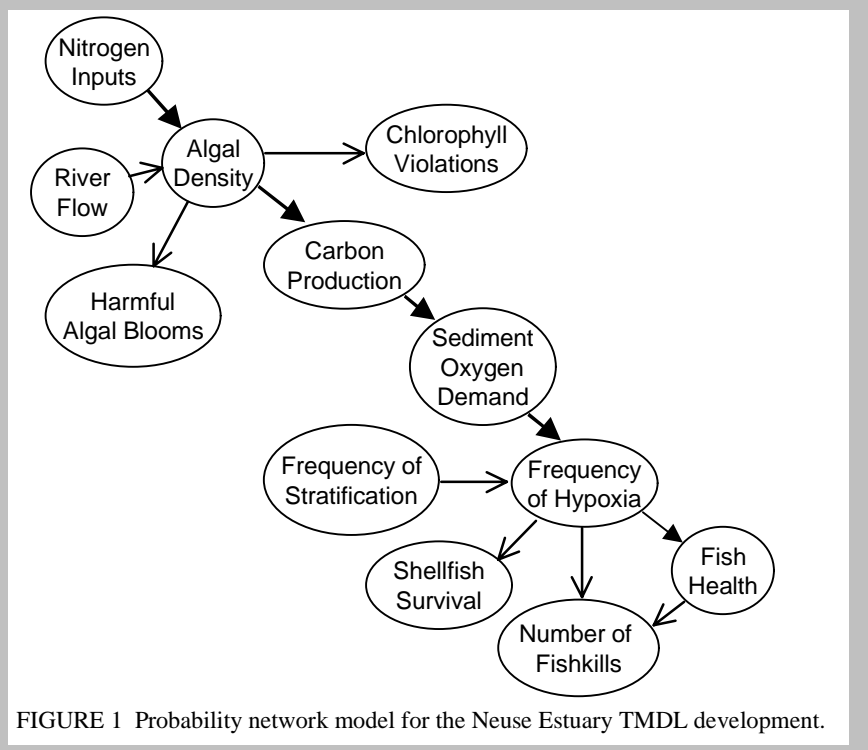 Nitrogen
Inputs
Algal
Density
Chlorophyll
Violations
River
Flow
Carbon
Production
Harmful
Algal Blooms
Sediment
Oxygen
Demand
Frequency of
Stratification
Frequency
of Hypoxia
Shellfish
Survival
Fish
Health
Number of
Fishkills
FIGURE 1  Probability network model for the Neuse Estuary TMDL development.